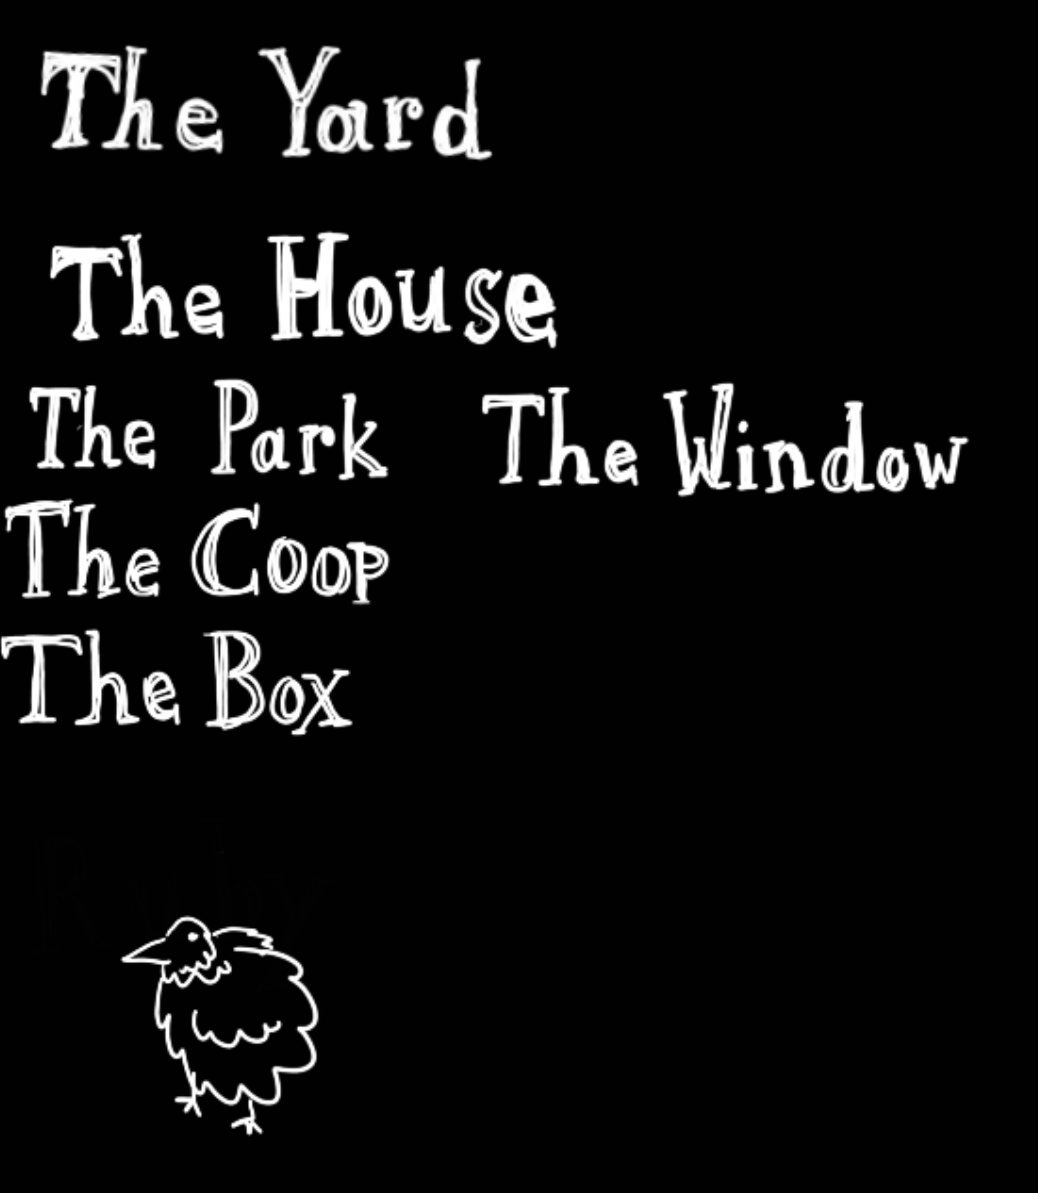 The Yard
The House
The Park
The Window
The Coop
The Box